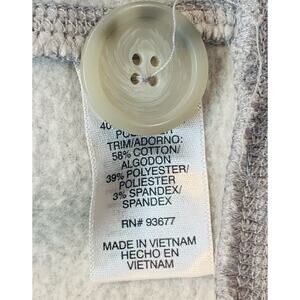 40
TRIM/ADORNO:
58% COTTON/
ALGODON
39% POLYESTER/
POLIESTER
3% SPANDEX/
SPANDEX
RN# 93677
MADE IN VIETNAM
HECHO EN
VIETNAM